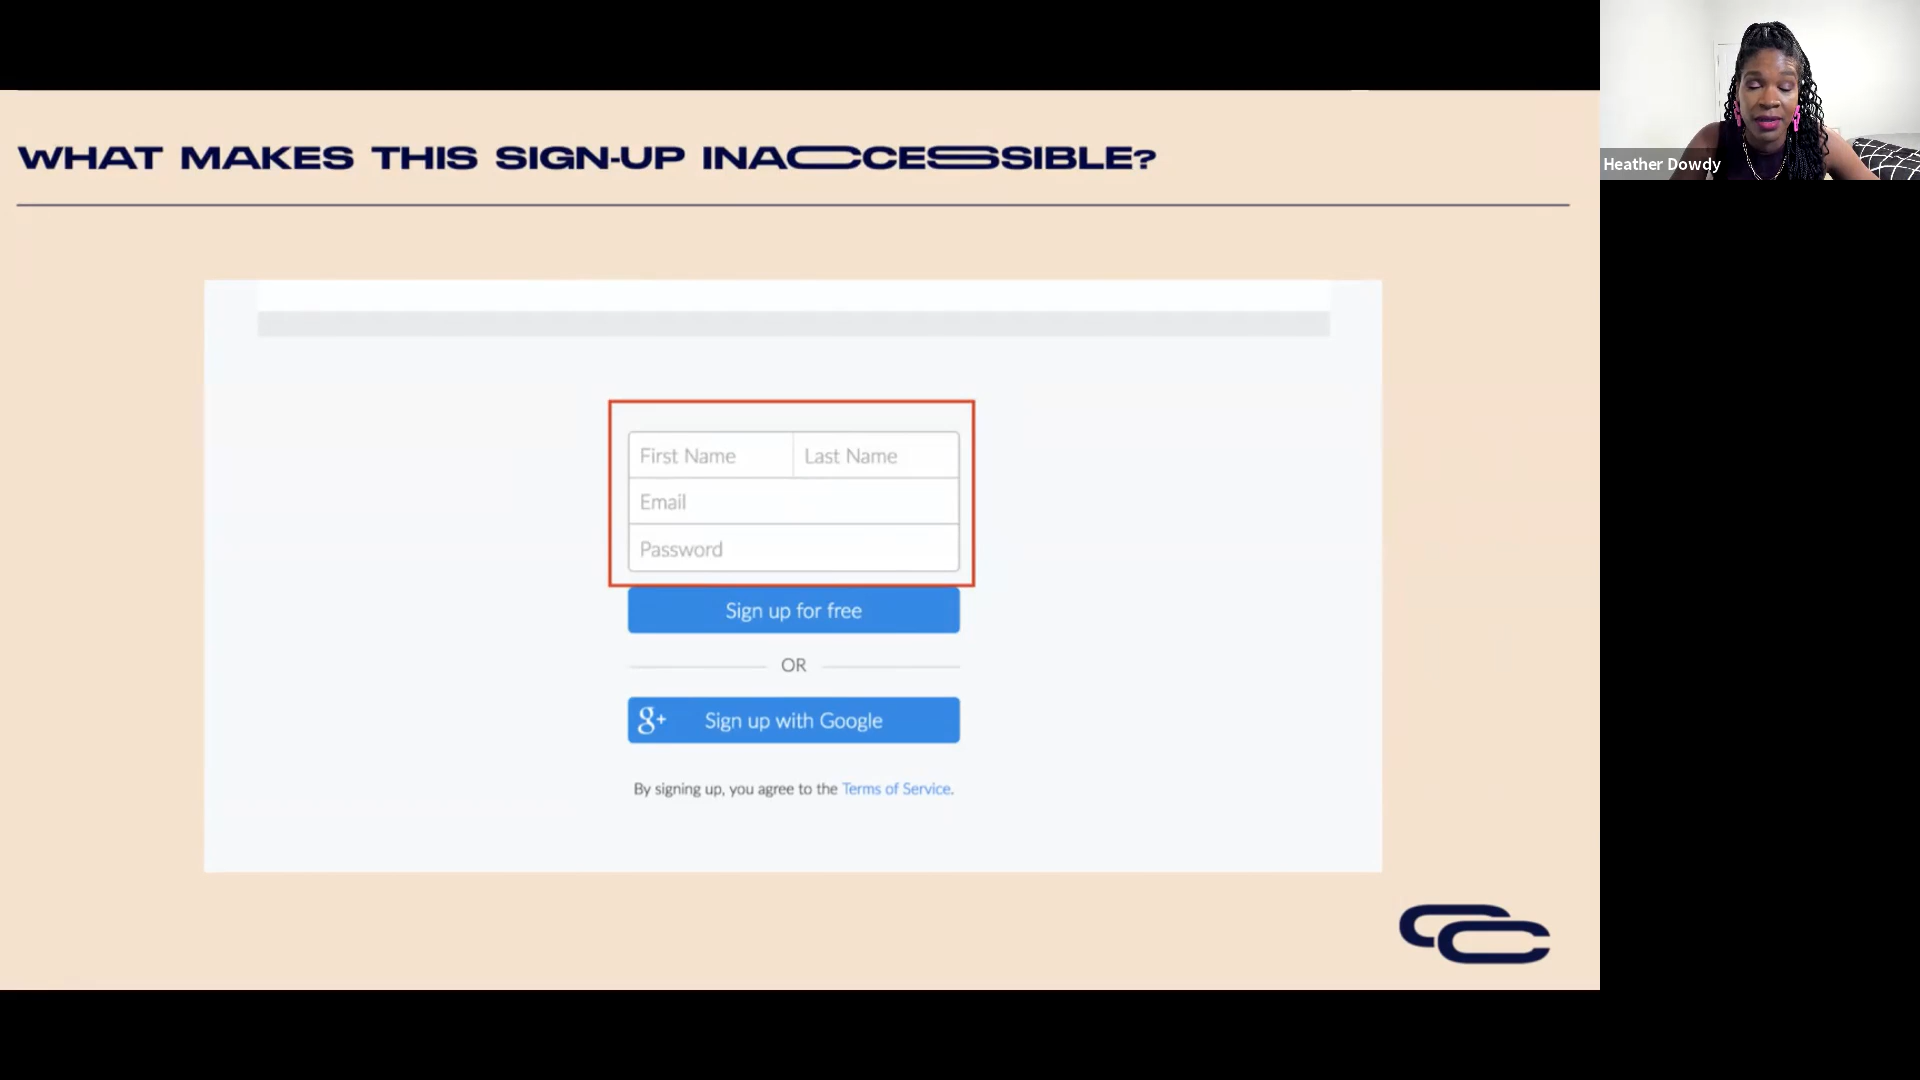 WHAT MAKES THIS SIGN-UP INACCESSIBLE?
Heather Dowdy
First Name Last Name
Email
Password
Sign up for free
OR
g+ Sign up with Google
By signing up, you agree to the Terms of Service.